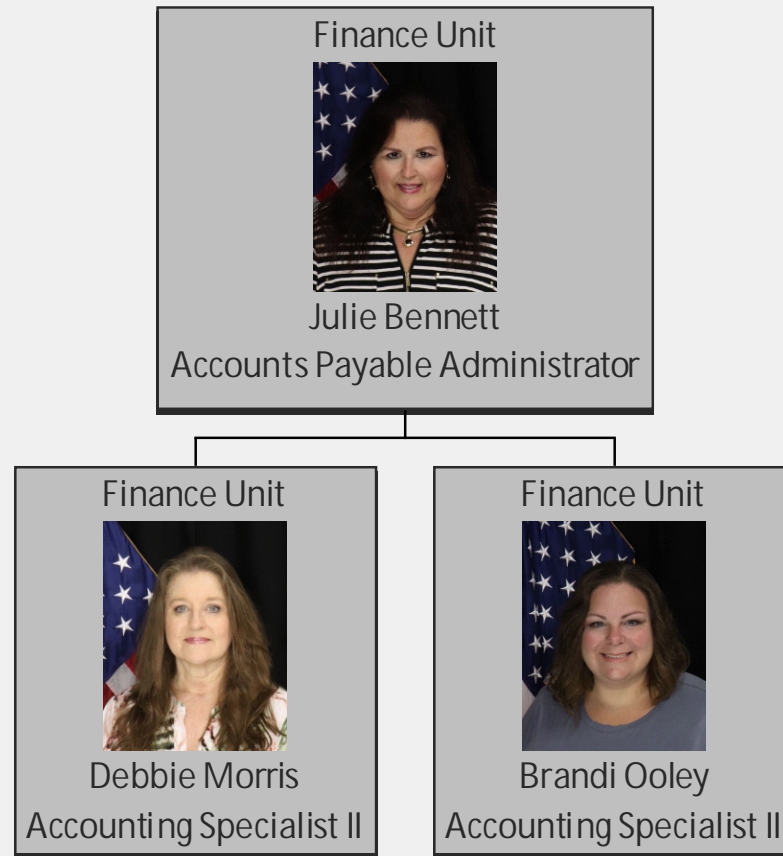 Finance Unit
Julie Bennett
Accounts Payable Administrator
Finance Unit
Debbie Morris
Accounting Specialist II
Finance Unit
Brandi Ooley
Accounting Specialist II